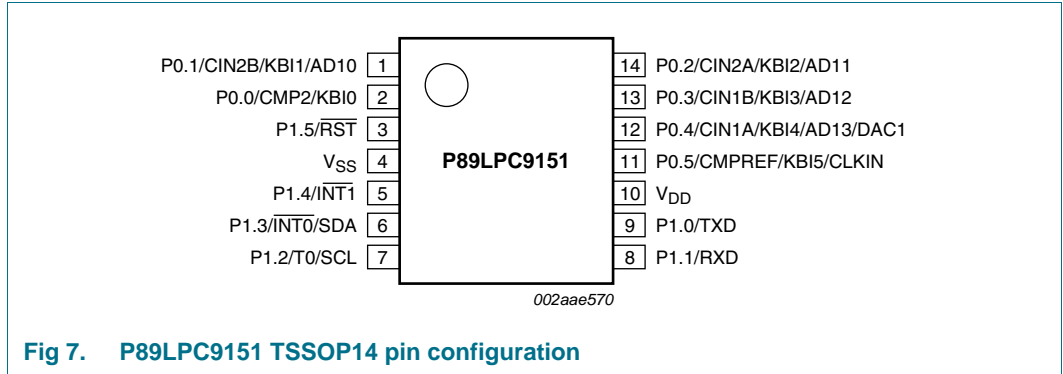 P0.1/CIN2B/KBI1/AD10 1
P0.0/CMP2/KBI0 2
P1.5/R̅S̅T̅ 3
VSS 4
P1.4/I̅N̅T̅1̅ 5
P1.3/I̅N̅T̅0̅/SDA 6
P1.2/T0/SCL 7
P89LPC9151
14 P0.2/CIN2A/KBI2/AD11
13 P0.3/CIN1B/KBI3/AD12
12 P0.4/CIN1A/KBI4/AD13/DAC1
11 P0.5/CMPREF/KBI5/CLKIN
10 VDD
9 P1.0/TXD
8 P1.1/RXD
002aae570
Fig 7. P89LPC9151 TSSOP14 pin configuration